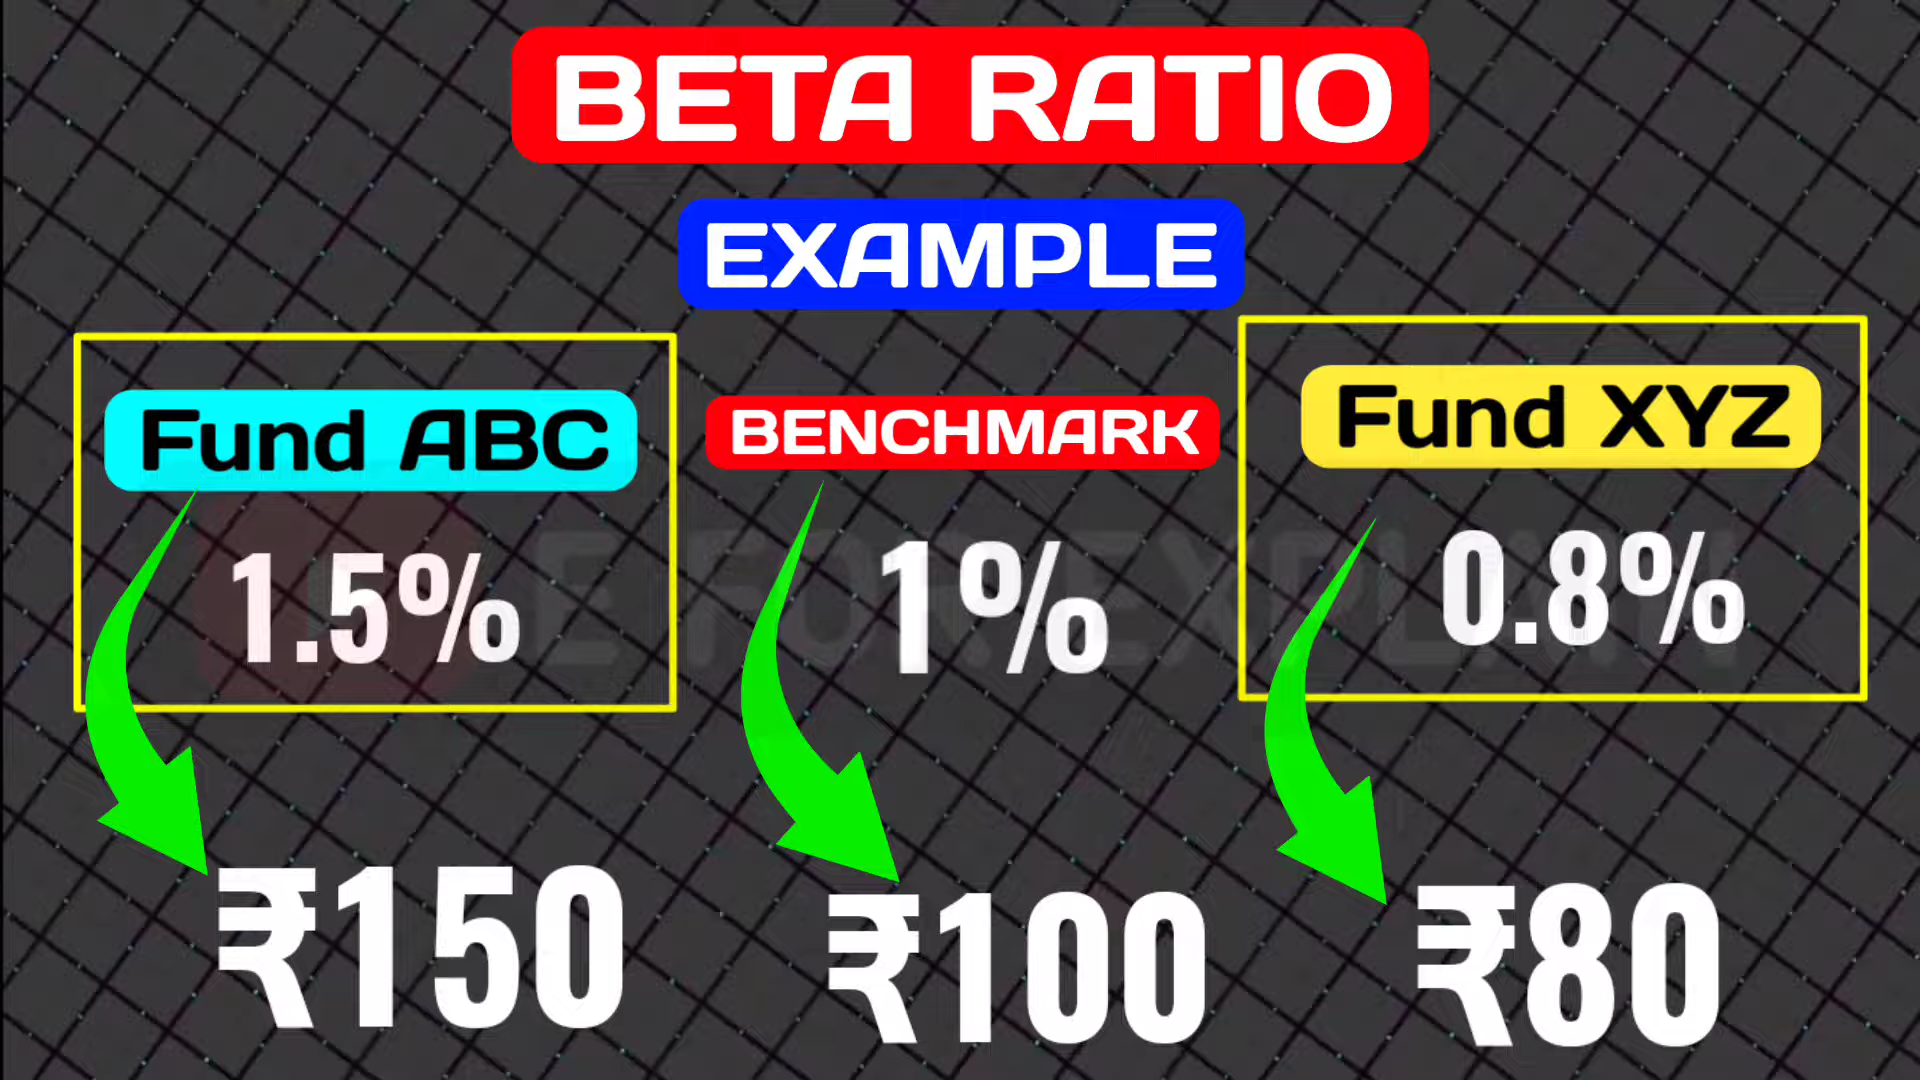 BETA RATIO
EXAMPLE
Fund ABC
BENCHMARK
Fund XYZ
1.5%
1%
0.8%
₹150
₹100
₹80